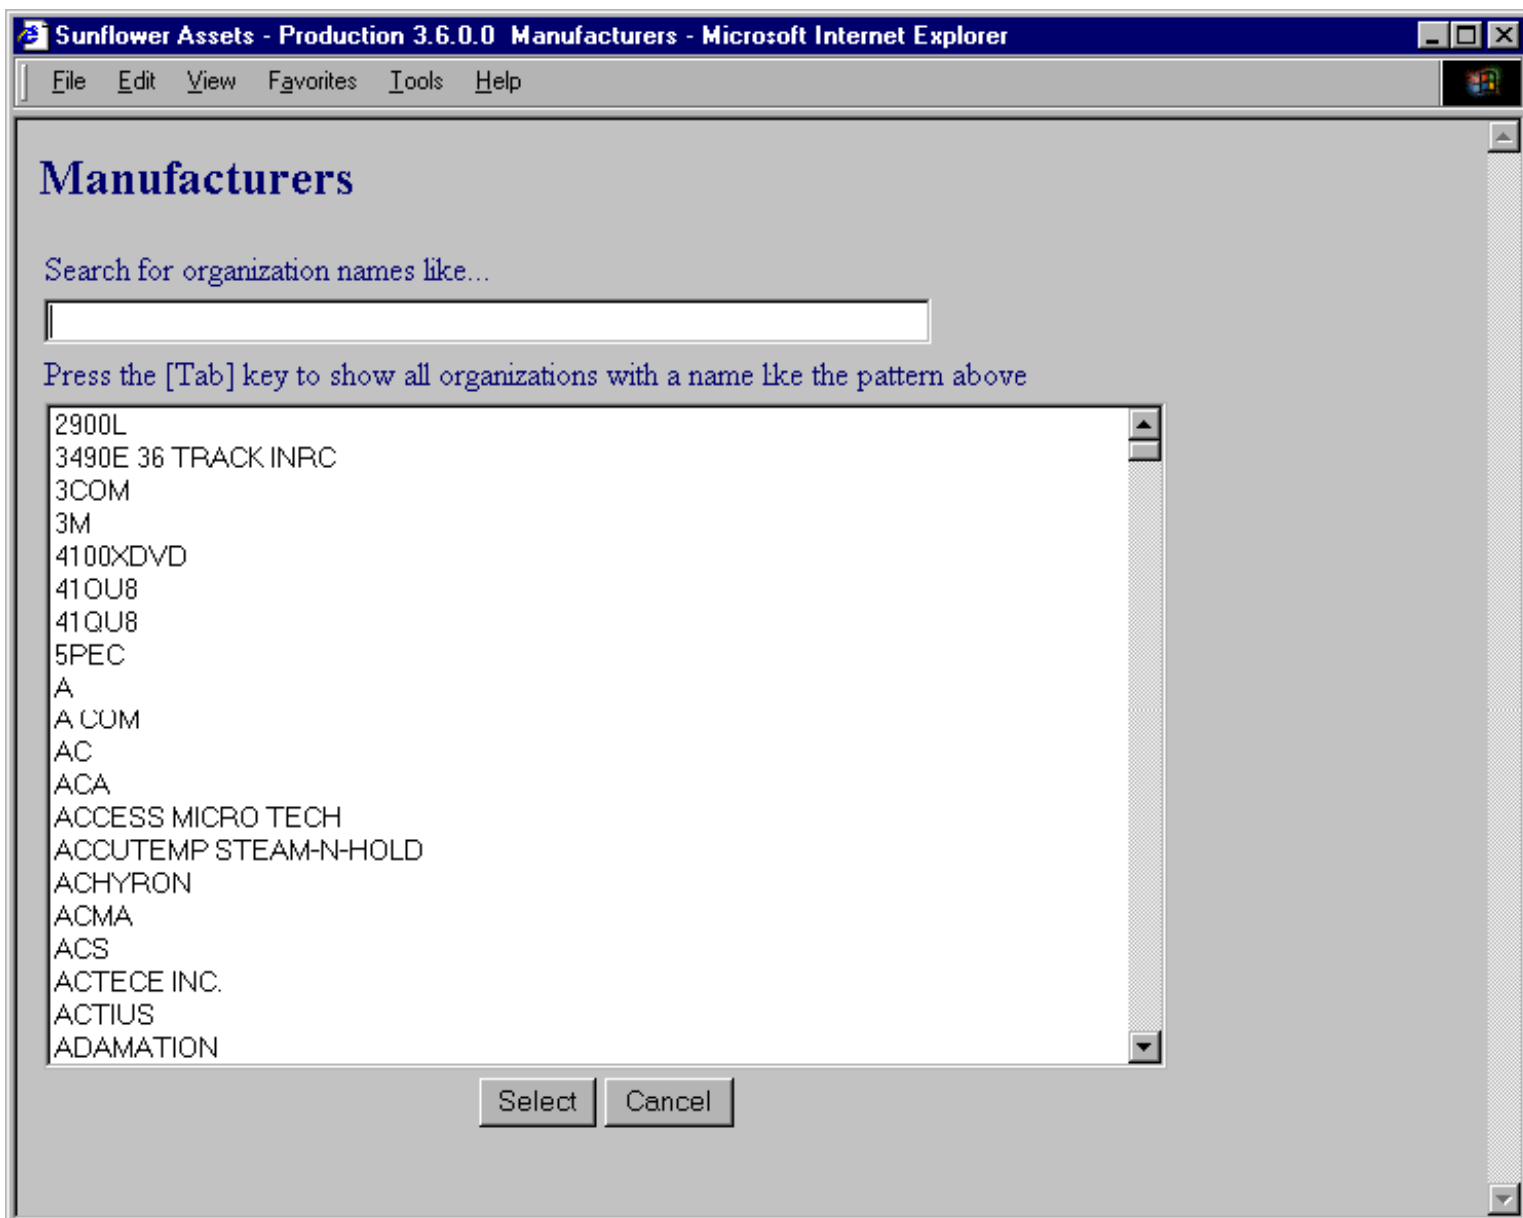 Sunflower Assets - Production 3.6.0.0 Manufacturers - Microsoft Internet Explorer
File Edit View Favorites Tools Help
Manufacturers
Search for organization names like...
Press the [Tab] key to show all organizations with a name like the pattern above
2900L
3490E 36 TRACK INRC
3COM
3M
4100XDVD
41OU8
41QU8
5PEC
A
A COM
AC
ACA
ACCESS MICRO TECH
ACCUTEMP STEAM-N-HOLD
ACHYRON
ACMA
ACS
ACTECE INC.
ACTIUS
ADAMATION
Select Cancel